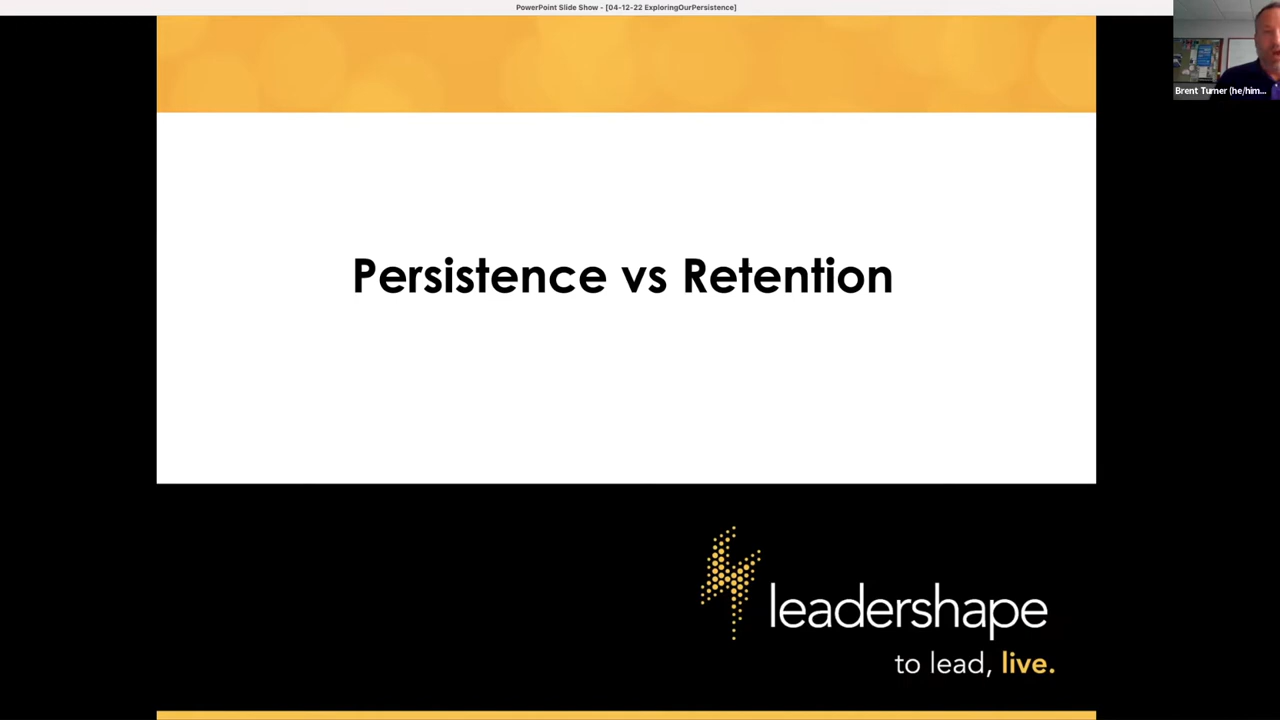 PowerPoint Slide Show - [04-12-22 ExploringOurPersistence]
Brent Turner (he/him...
Persistence vs Retention
leadershape
to lead, live.